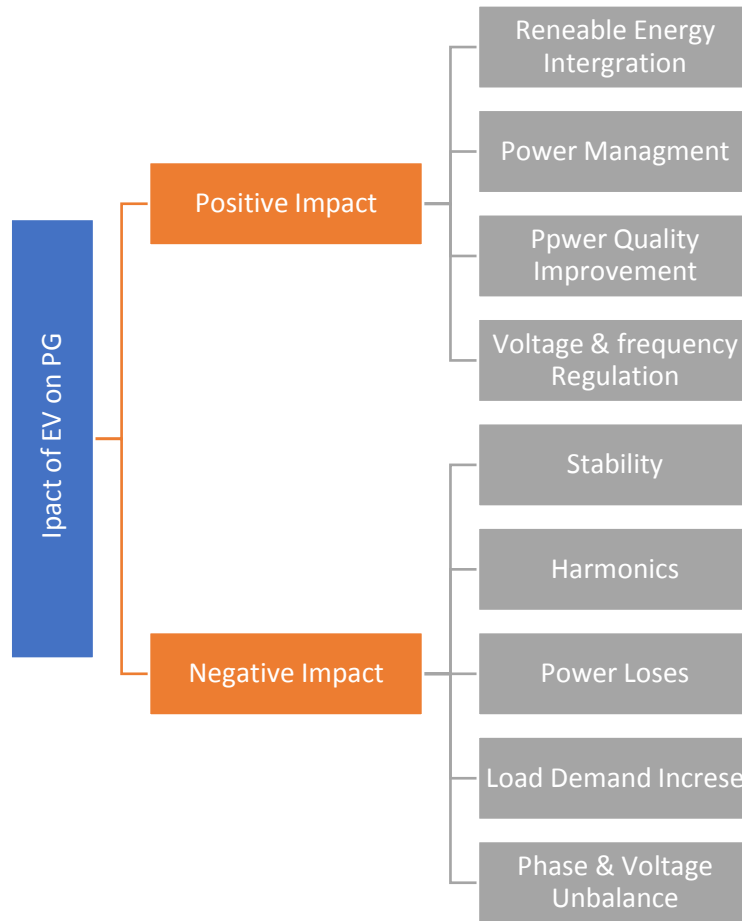 Ipact of EV on PG
Positive Impact
Reneable Energy
Intergration
Power Managment
Ppwer Quality
Improvement
Voltage & frequency
Regulation
Negative Impact
Stability
Harmonics
Power Loses
Load Demand Increse
Phase & Voltage
Unbalance